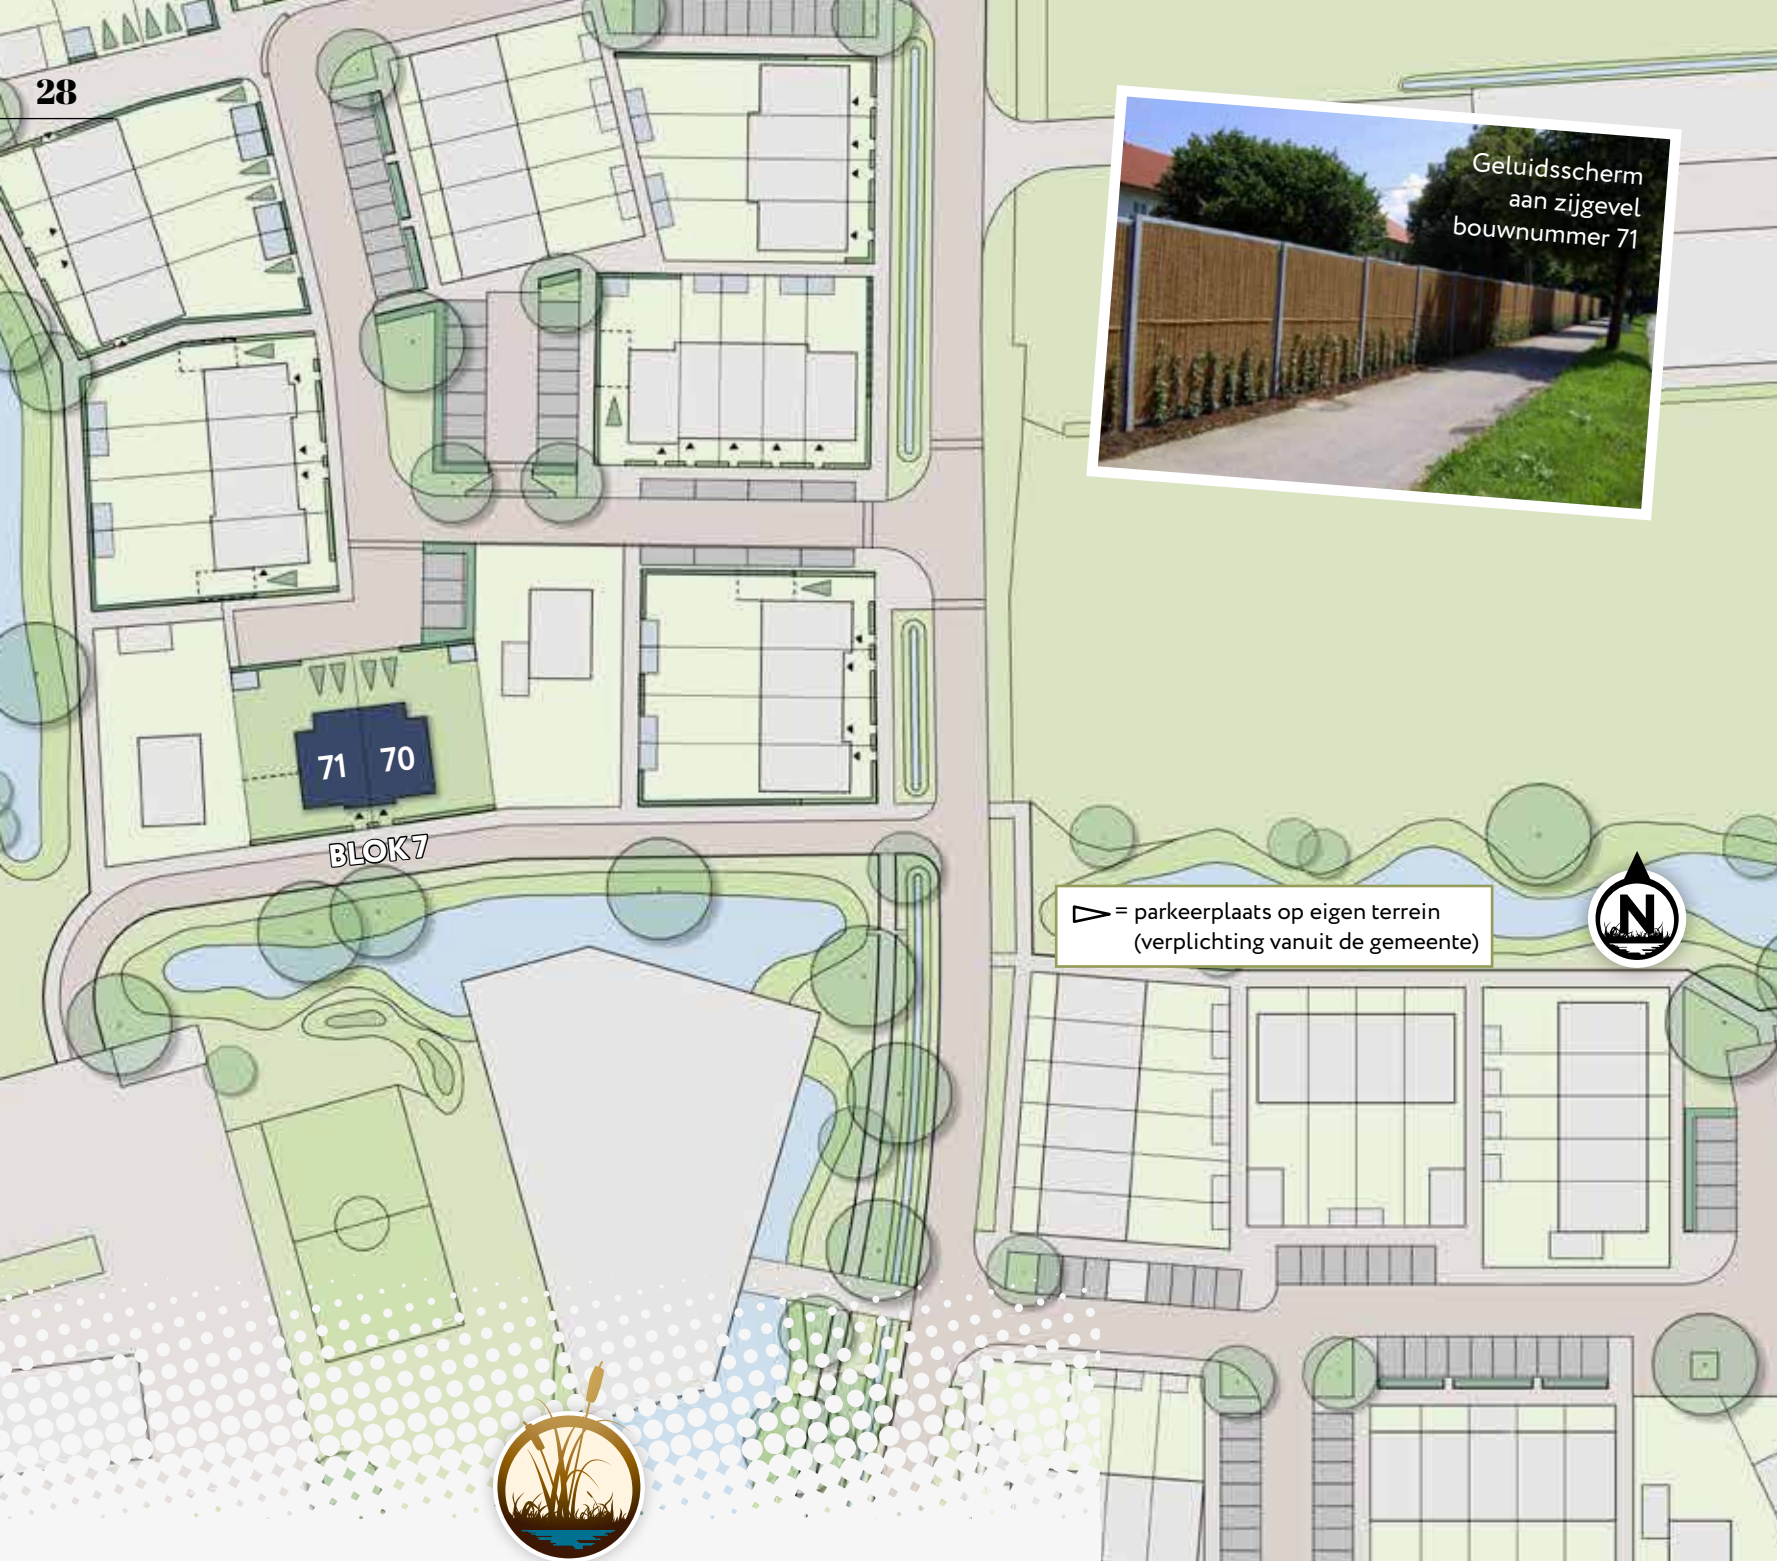 28
Geluidsscherm
aan zijgevel
bouwnummer 71
71 70
BLOK 7
= parkeerplaats op eigen terrein
(verplichting vanuit de gemeente)
N